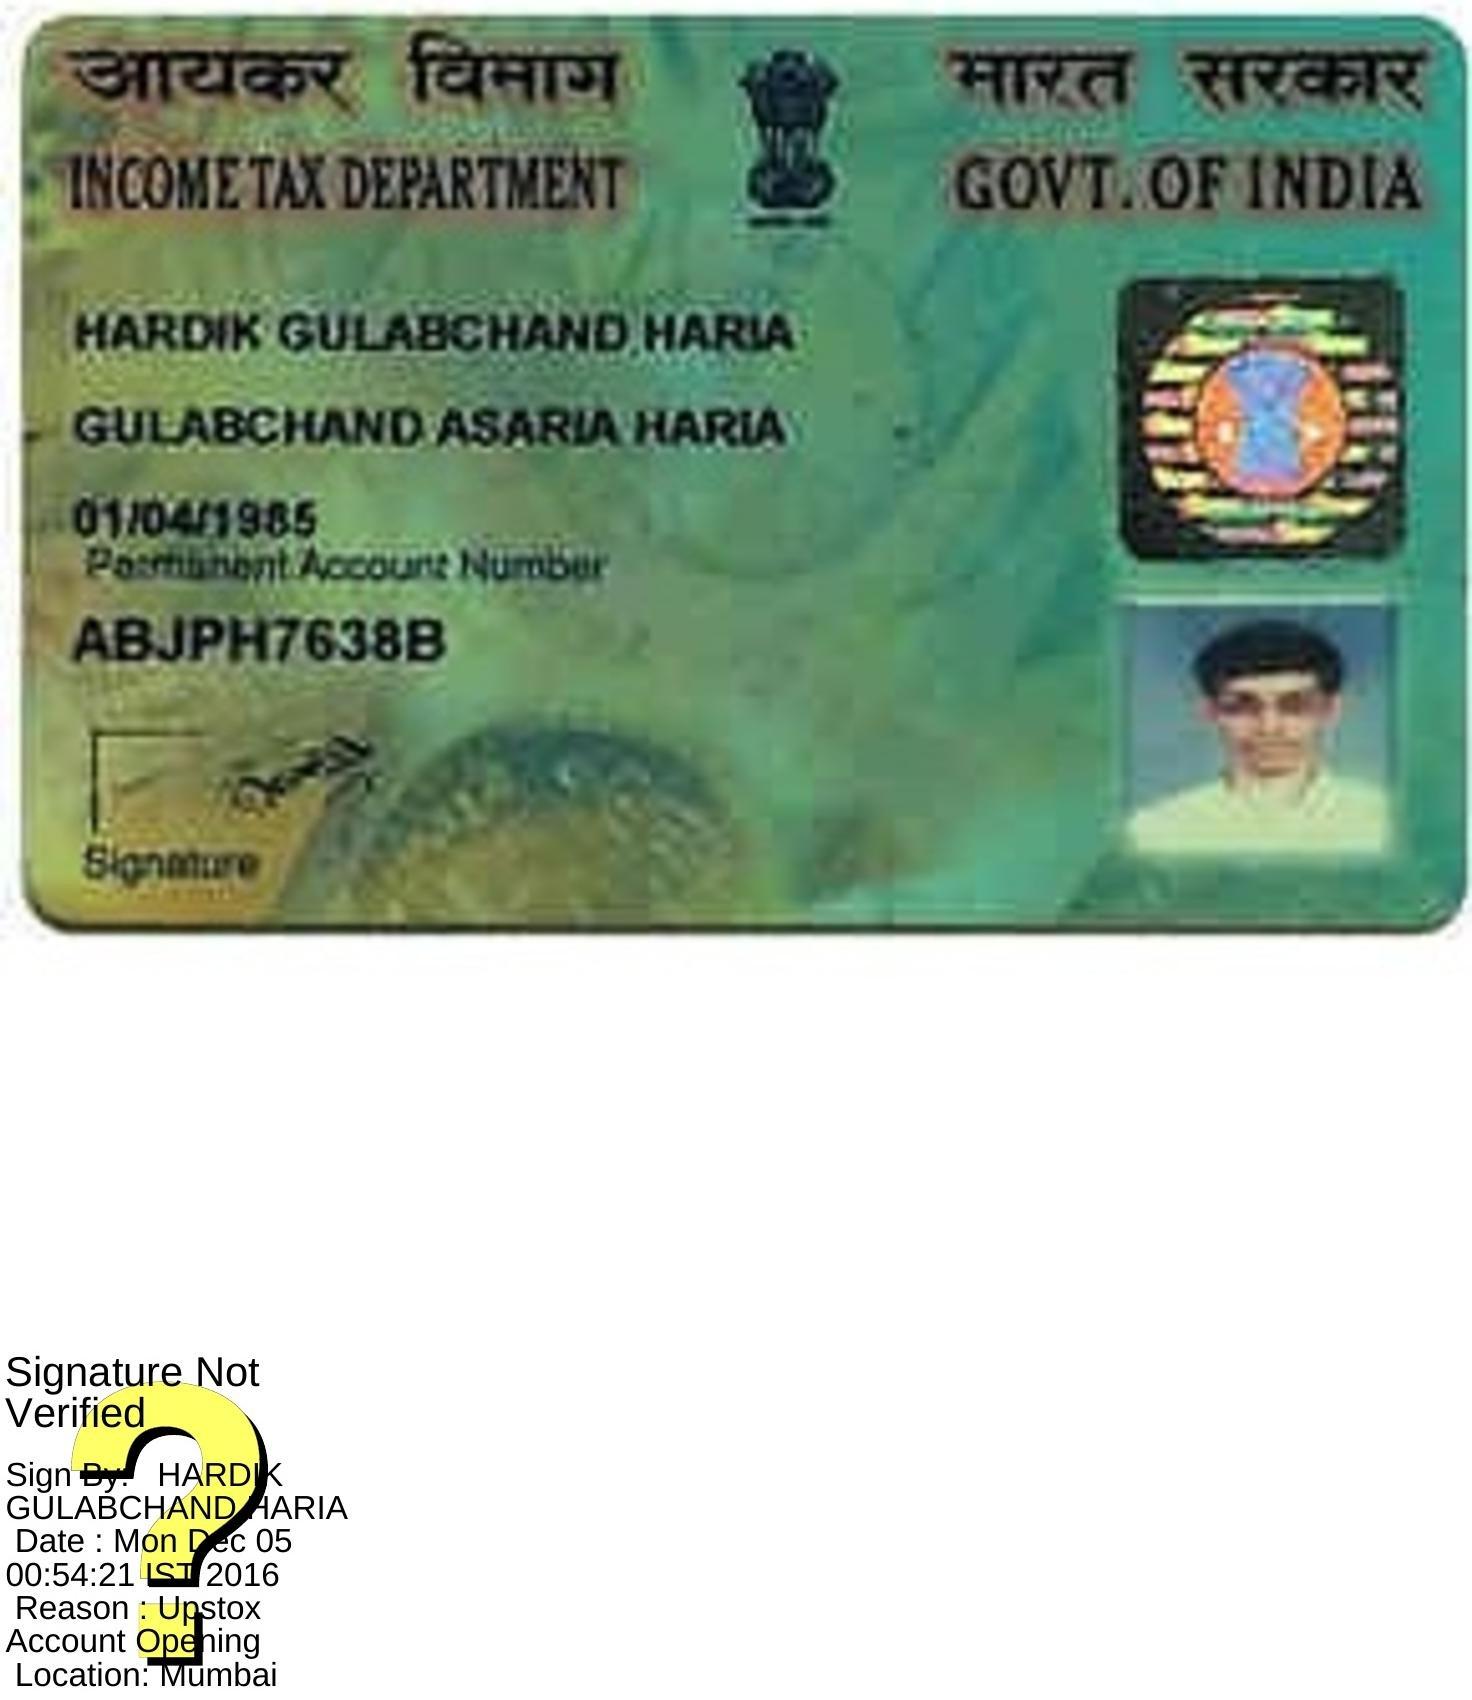 आयकर विभाग
भारत सरकार
INCOME TAX DEPARTMENT
GOVT. OF INDIA
HARDIK GULABCHAND HARIA
GULABCHAND ASARIA HARIA
01/04/1985
Permanent Account Number
ABJPH7638B
Signature
Signature Not
Verified
Sign By: HARDIK
GULABCHAND HARIA
Date : Mon Dec 05
00:54:21 IST 2016
Reason : Upstox
Account Opening
Location: Mumbai